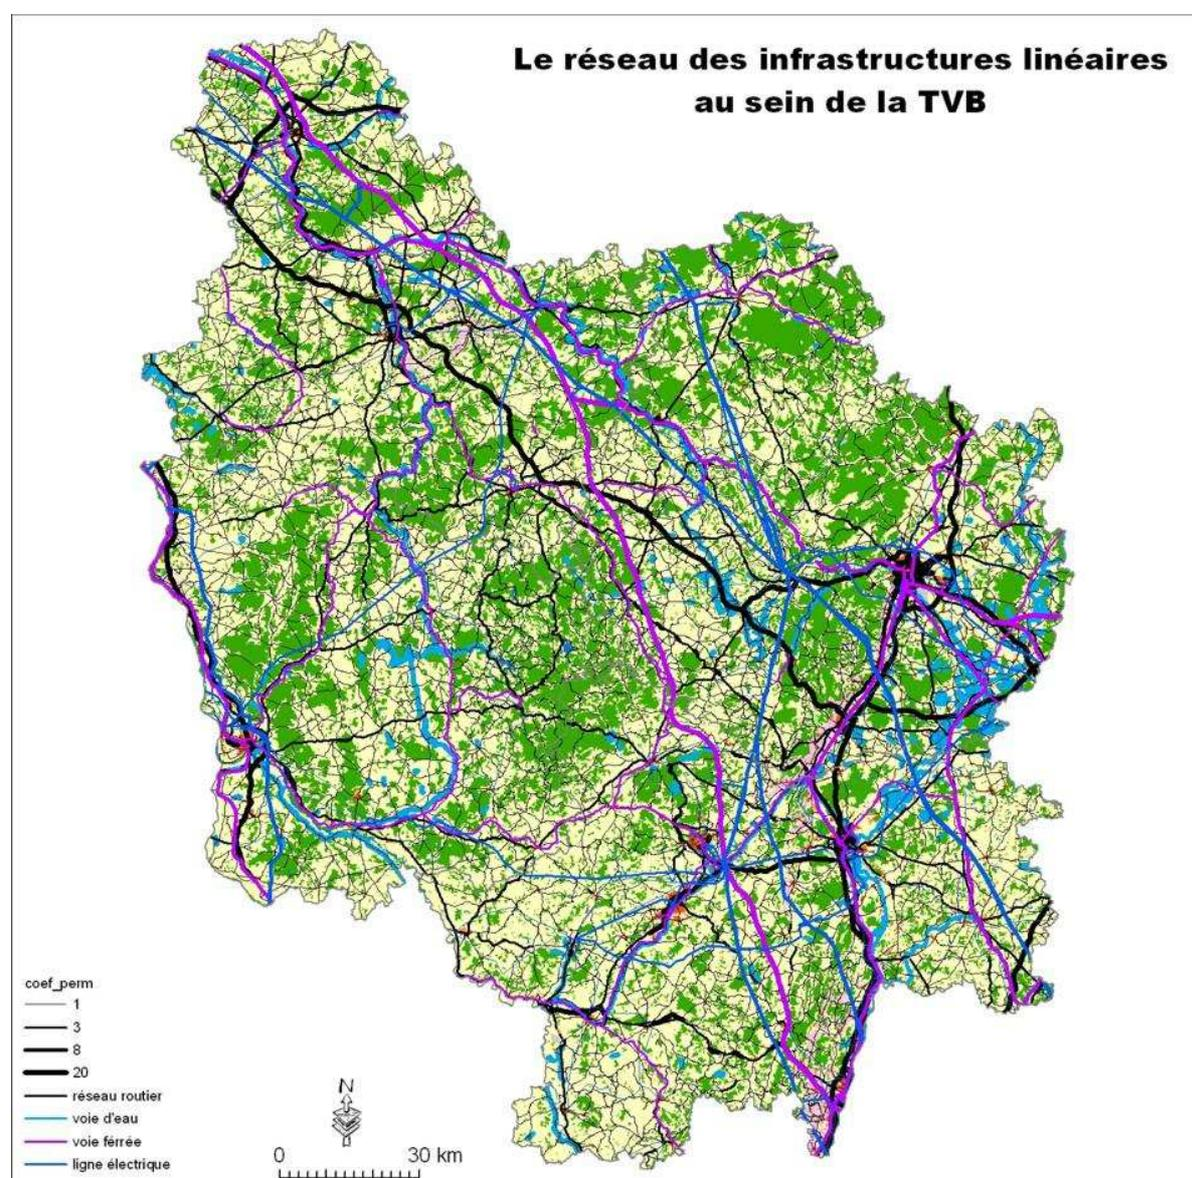 Le réseau des infrastructures linéaires
au sein de la TVB
coef_perm
1
3
8
20
réseau routier
voie d'eau
voie férrée
ligne électrique
N
0 30 km